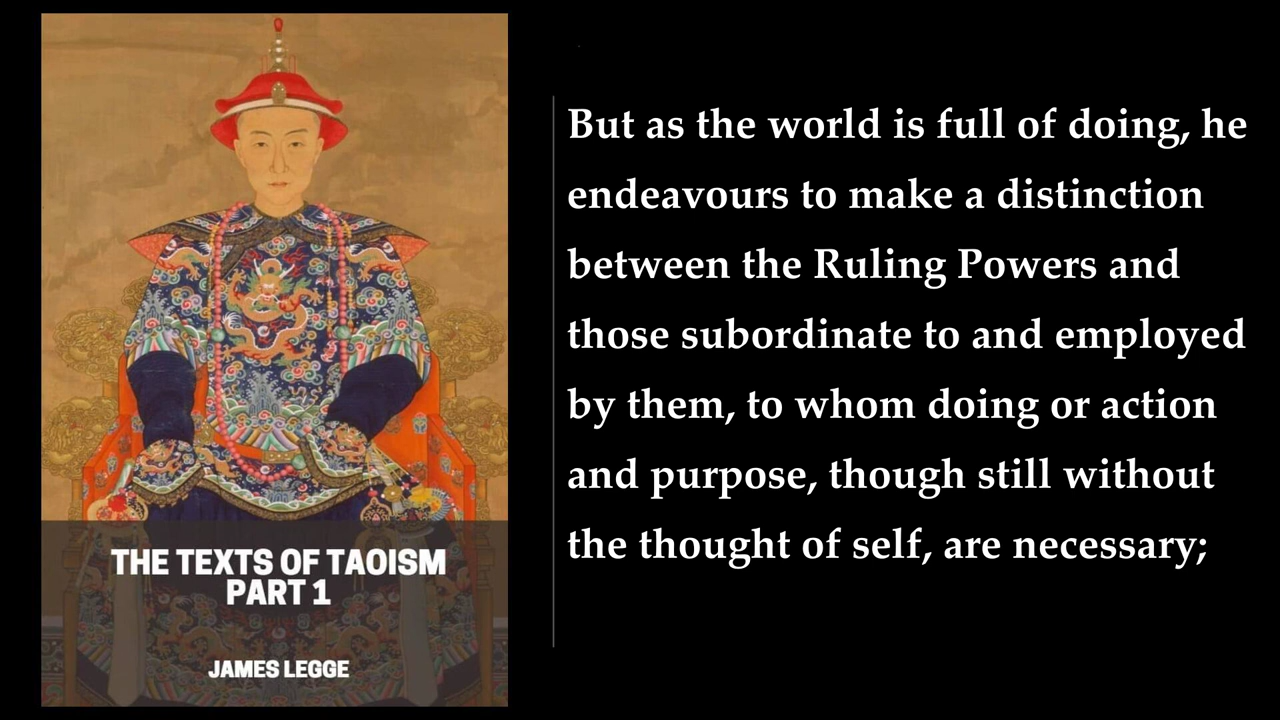 THE TEXTS OF TAOISM
PART 1
JAMES LEGGE
But as the world is full of doing, he
endeavours to make a distinction
between the Ruling Powers and
those subordinate to and employed
by them, to whom doing or action
and purpose, though still without
the thought of self, are necessary;